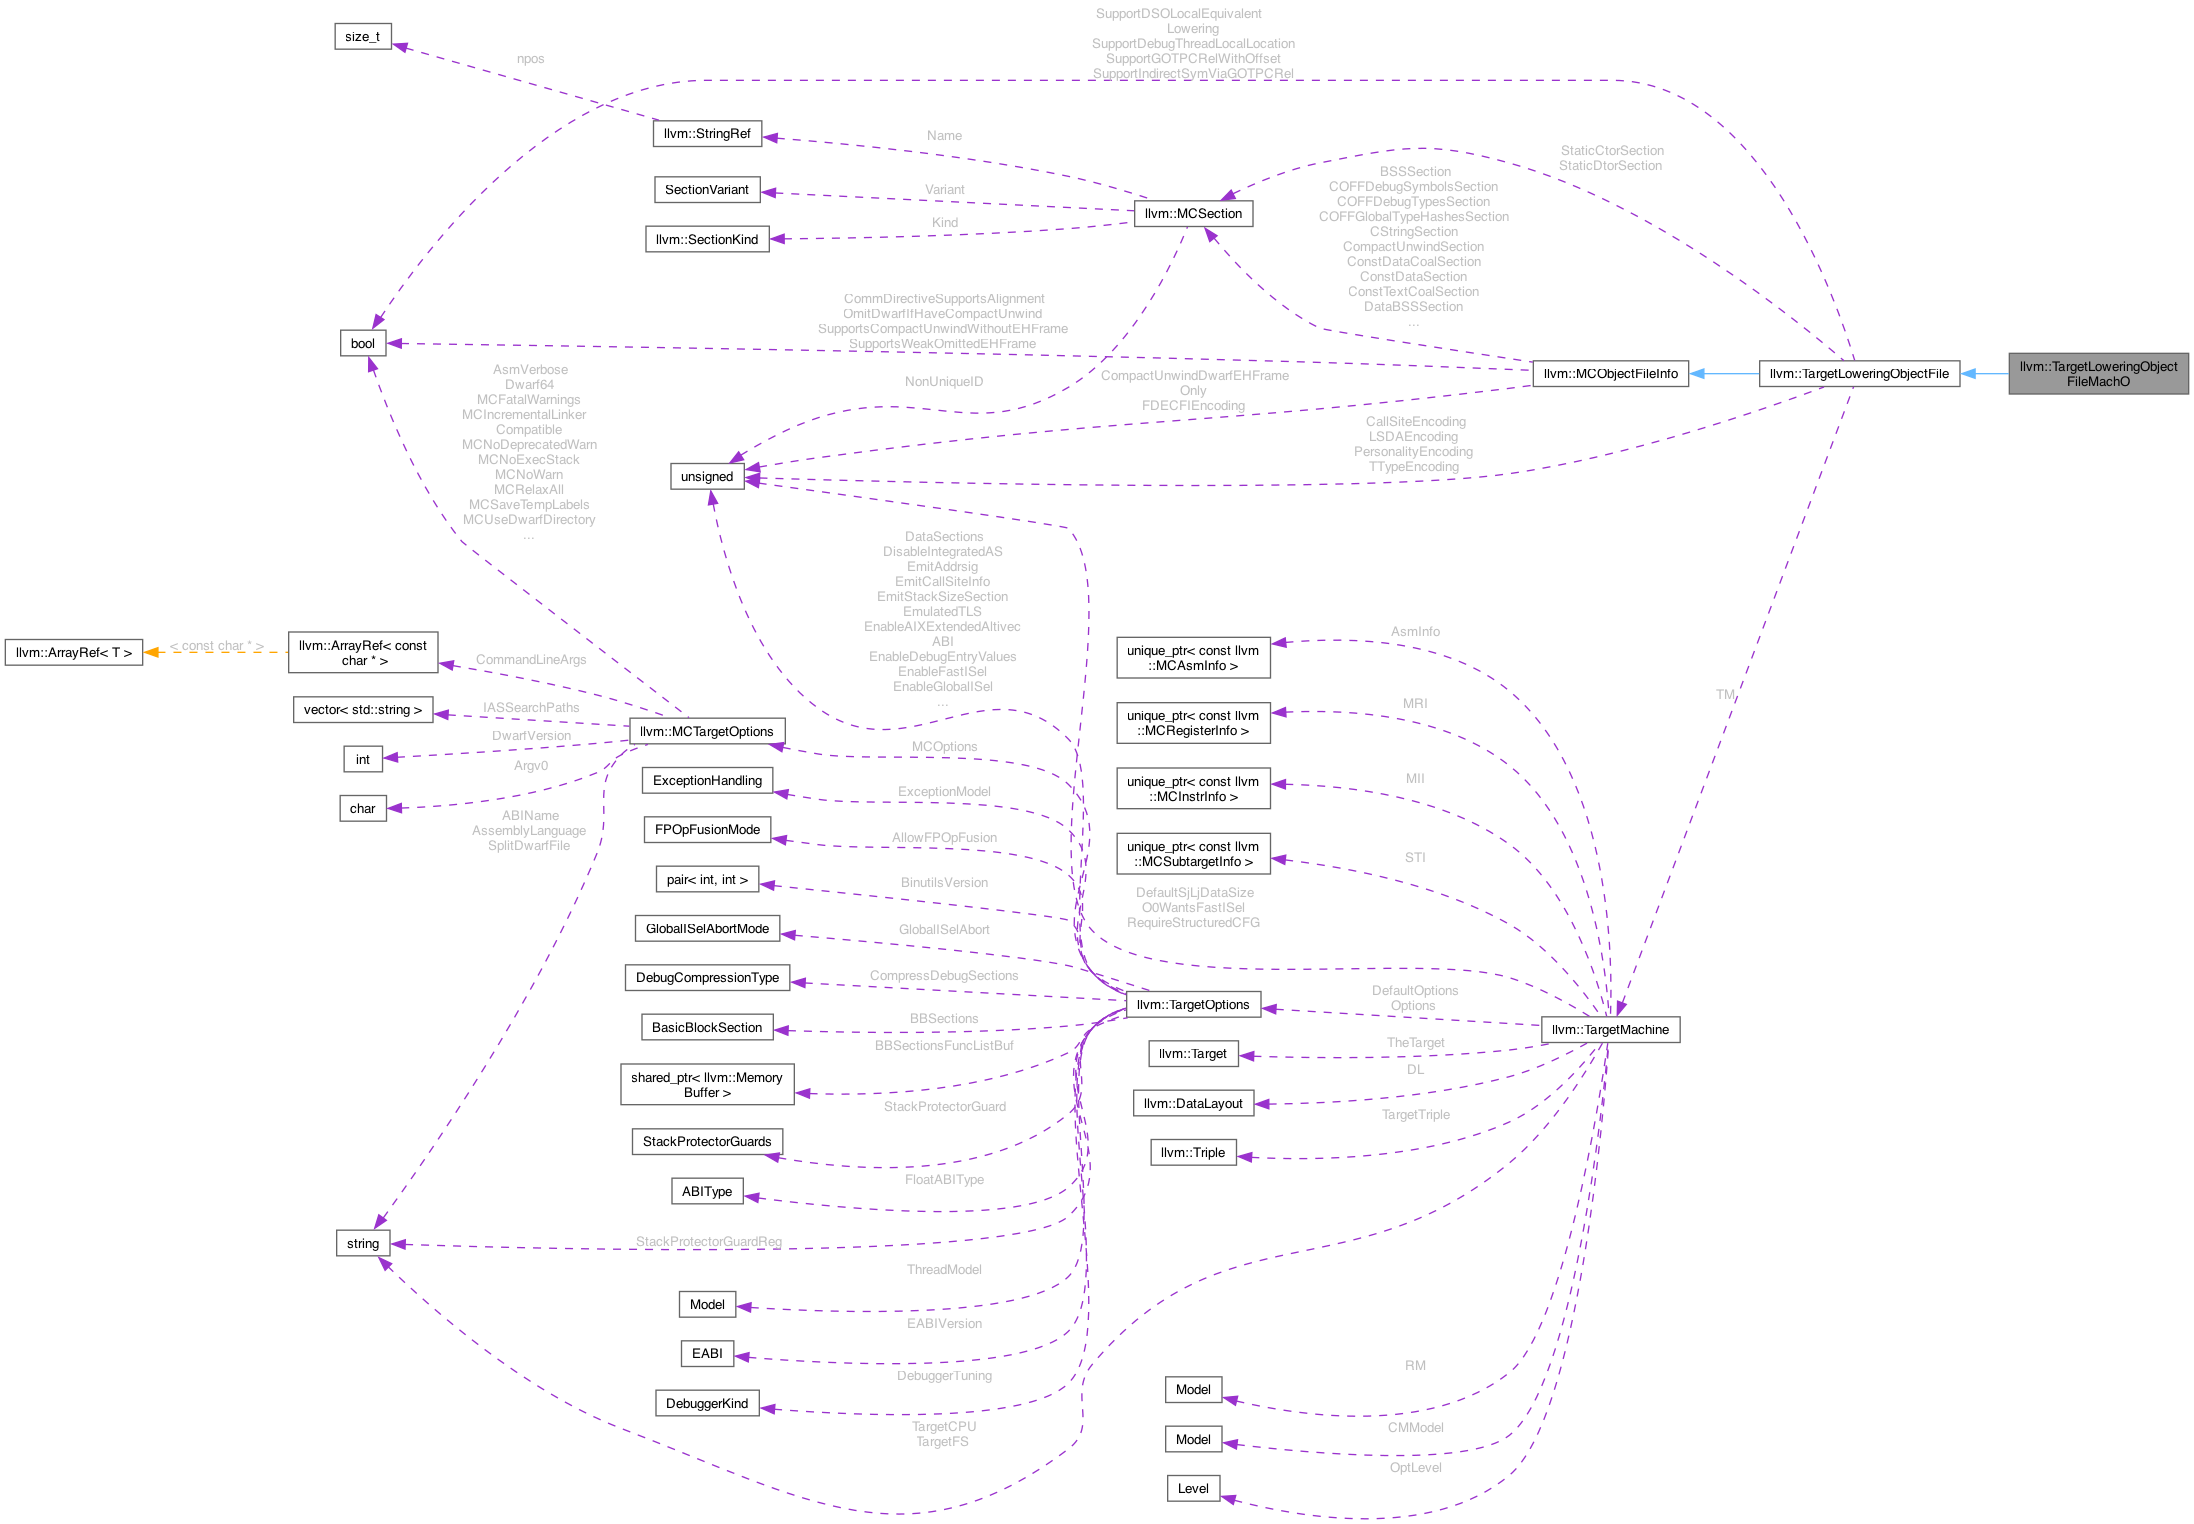 SupportDSOLocalEquivalent
Lowering
SupportDebugThreadLocalLocation
SupportGOTPCRelWithOffset
SupportIndirectSymViaGOTPCRel
size_t
npos
llvm::StringRef
Name
StaticCtorSection
StaticDtorSection
SectionVariant
Variant
llvm::SectionKind
Kind
llvm::MCSection
BSSSection
COFFDebugSymbolsSection
COFFDebugTypesSection
COFFGlobalTypeHashesSection
CStringSection
CompactUnwindSection
ConstDataCoalSection
ConstDataSection
ConstTextCoalSection
DataBSSSection
...
CommDirectiveSupportsAlignment
OmitDwarfIfHaveCompactUnwind
SupportsCompactUnwindWithoutEHFrame
SupportsWeakOmittedEHFrame
bool
llvm::MCObjectFileInfo
llvm::TargetLoweringObjectFile
llvm::TargetLoweringObject
FileMachO
AsmVerbose
Dwarf64
MCFatalWarnings
MCIncrementalLinker
Compatible
MCNoDeprecatedWarn
MCNoExecStack
MCNoWarn
MCRelaxAll
MCSaveTempLabels
MCUseDwarfDirectory
...
NonUniqueID
CompactUnwindDwarfEHFrame
Only
FDECFIEncoding
CallSiteEncoding
LSDAEncoding
PersonalityEncoding
TTypeEncoding
unsigned
DataSections
DisableIntegratedAS
EmitAddrsig
EmitCallSiteInfo
EmitStackSizeSection
EmulatedTLS
EnableAIXExtendedAltivec
ABI
EnableDebugEntryValues
EnableFastISel
EnableGlobalISel
...
llvm::ArrayRef< T >
< const char * >
llvm::ArrayRef< const
char * >
CommandLineArgs
vector< std::string >
IASSearchPaths
int
DwarfVersion
char
Argv0
ABIName
AssemblyLanguage
SplitDwarfFile
llvm::MCTargetOptions
MCOptions
ExceptionHandling
ExceptionModel
FPOpFusionMode
AllowFPOpFusion
pair< int, int >
BinutilsVersion
GlobalISelAbortMode
GlobalISelAbort
DebugCompressionType
CompressDebugSections
BasicBlockSection
BBSections
BBSectionsFuncListBuf
shared_ptr< llvm::Memory
Buffer >
StackProtectorGuards
StackProtectorGuard
ABIType
FloatABIType
string
StackProtectorGuardReg
ThreadModel
Model
EABIVersion
EABI
DebuggerTuning
DebuggerKind
TargetCPU
TargetFS
unique_ptr< const llvm
::MCAsmInfo >
AsmInfo
unique_ptr< const llvm
::MCRegisterInfo >
MRI
TM
unique_ptr< const llvm
::MCInstrInfo >
MII
unique_ptr< const llvm
::MCSubtargetInfo >
STI
DefaultSjLjDataSize
O0WantsFastISel
RequireStructuredCFG
llvm::TargetOptions
DefaultOptions
Options
llvm::TargetMachine
llvm::Target
TheTarget
DL
llvm::DataLayout
TargetTriple
llvm::Triple
RM
Model
CMModel
Model
OptLevel
Level